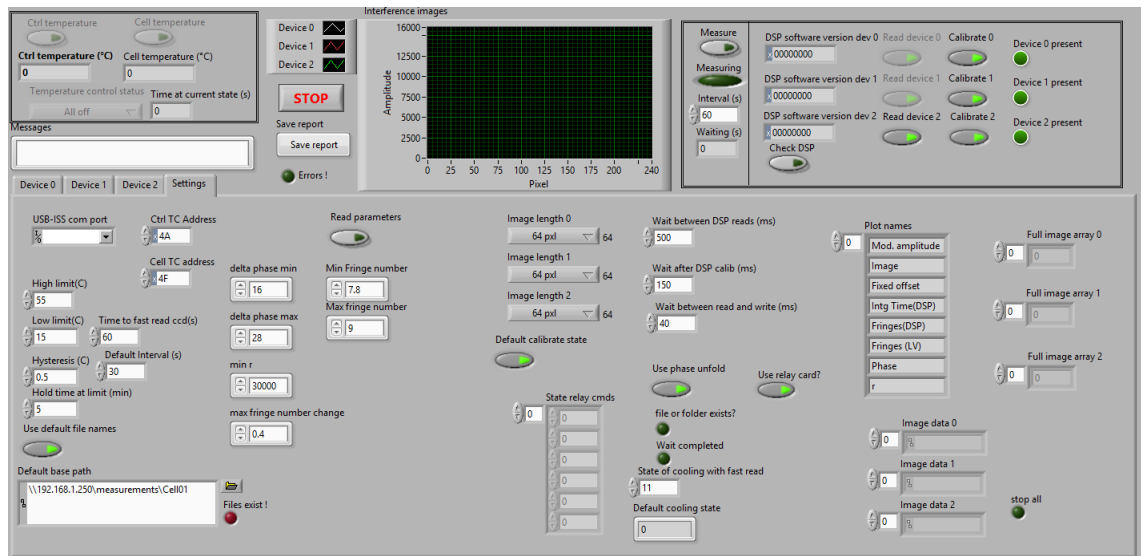 Ctrl temperature
Cell temperature
Ctrl temperature (°C)
Cell temperature (°C)
0
0
Temperature control status
Time at current state (s)
All off
0
Messages
Device 0
Device 1
Device 2
STOP
Save report
Save report
Errors !
Interference images
16000
12500
10000
7500
5000
2500
0
Amplitude
0 25 50 75 100 125 150 175 200 240
Pixel
Measure
Measuring
Interval (s)
60
Waiting (s)
0
DSP software version dev 0
Read device 0
Calibrate 0
Device 0 present
x 00000000
DSP software version dev 1
Read device 1
Calibrate 1
Device 1 present
x 00000000
DSP software version dev 2
Read device 2
Calibrate 2
Device 2 present
x 00000000
Check DSP
Device 0
Device 1
Device 2
Settings
USB-ISS com port
Ctrl TC Address
x 4A
Cell TC address
x 4F
High limit(C)
55
Low limit(C)
15
Time to fast read ccd(s)
60
Hysteresis (C)
0.5
Default Interval (s)
30
Hold time at limit (min)
5
Use default file names
Default base path
\\192.168.1.250\measurements\Cell01
Files exist !
Read parameters
delta phase min
16
Min Fringe number
7.8
delta phase max
28
Max fringe number
9
min r
30000
max fringe number change
0.4
Image length 0
64 pxl
64
Image length 1
64 pxl
64
Image length 2
64 pxl
64
Default calibrate state
State relay cmds
0
0
0
0
0
0
0
Wait between DSP reads (ms)
500
Wait after DSP calib (ms)
150
Wait between read and write (ms)
40
Use phase unfold
Use relay card?
file or folder exists?
Wait completed
State of cooling with fast read
11
Default cooling state
0
Plot names
0
Mod. amplitude
Image
Fixed offset
Intg Time(DSP)
Fringes(DSP)
Fringes (LV)
Phase
r
Full image array 0
0
0
Full image array 1
0
0
Full image array 2
0
0
Image data 0
0
Image data 1
0
Image data 2
0
stop all